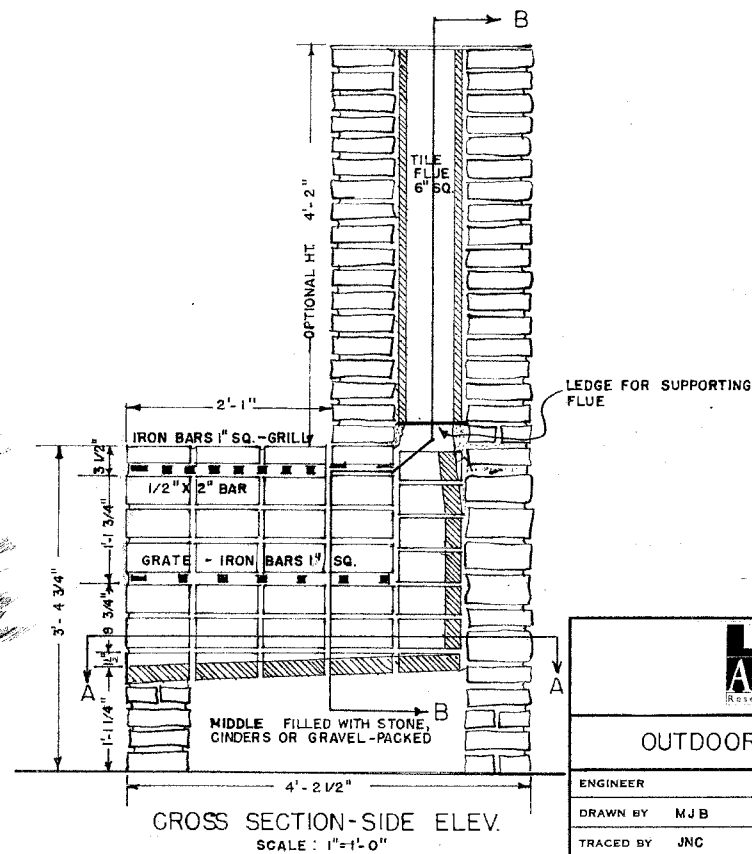 B
4'-2"
OPTIONAL HT.
TILE
FLUE
6" SQ.
LEDGE FOR SUPPORTING
FLUE
2'-1"
IRON BARS 1" SQ.-GRILL
3 1/2"
1/2" X 2" BAR
1'-1 3/4"
GRATE - IRON BARS 1" SQ.
3'-4 3/4"
8 3/4"
1 1/2"
A
A
B
1'-1 1/4"
MIDDLE FILLED WITH STONE,
CINDERS OR GRAVEL-PACKED
4'-2 1/2"
CROSS SECTION-SIDE ELEV.
SCALE : 1"=1'-0"
L
A
OUTDOOR
ENGINEER
DRAWN BY MJB
TRACED BY JNC